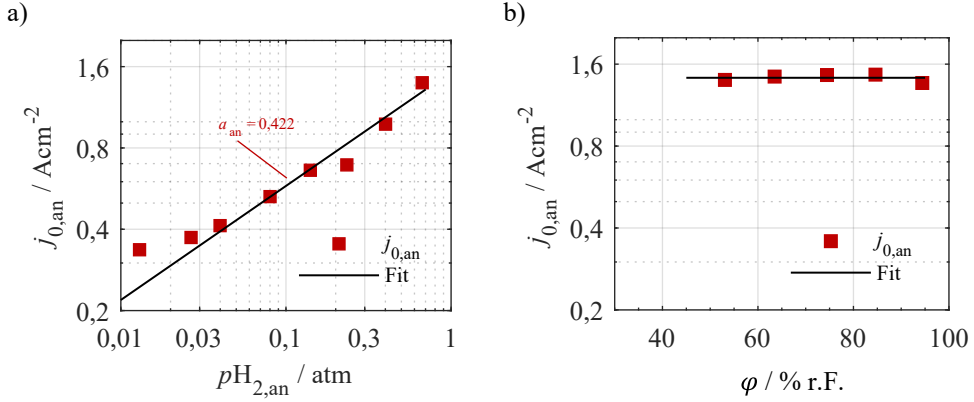 a)
1,6
0,8
0,4
0,2
j0,an / Acm-2
a an = 0,422
j0,an
Fit
0,01
0,03
0,1
0,3
1
pH2,an / atm
b)
1.6
0.8
0.4
0.2
j0,an / Acm-2
j0,an
Fit
40
60
80
100
φ / % r.F.